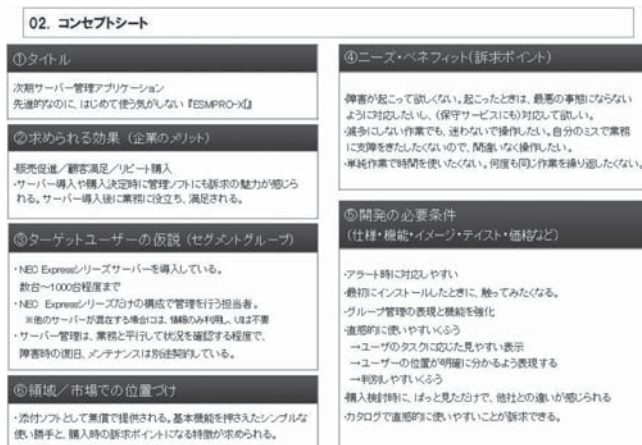 02. コンセプトシート
①タイトル
次期サーバー管理アプリケーション
先進的なのに、はじめて使う気がしない『ESMPRO-X』
②求められる効果（企業のメリット）
・販売促進／顧客満足／リピート購入
・サーバー導入や購入決定時に管理ソフトにも訴求の魅力が感じら
れる。サーバー導入後に業務に役立ち、満足される。
③ターゲットユーザーの仮説（セグメントグループ）
・NEC Expressシリーズサーバーを導入している。
数台～1000台程度まで
・NEC Expressシリーズだけの構成で管理を行う担当者。
※他のサーバーが混在する場合には、情報のみ利用し、UIは不要
・サーバー管理は、業務と平行して状況を確認する程度で、
障害時の復旧、メンテナンスは別途契約している。
⑥領域／市場での位置づけ
・添付ソフトとして無償で提供される。基本機能を押さえたシンプルな
使い勝手と、購入時の訴求ポイントになる特徴が求められる。
④ニーズ・ベネフィット（訴求ポイント）
・障害が起こって欲しくない。起こったときは、最悪の事態にならない
ように対応したいし、（保守サービスにも）対応して欲しい。
・滅多にしない作業でも、迷わないで操作したい。自分のミスで業務
に支障をきたしたくないので、間違いなく操作したい。
・単純作業で時間を使いたくない。何度も同じ作業を繰り返したくない。
⑤開発の必要条件
（仕様・機能・イメージ・テイスト・価格など）
・アラート時に対応しやすい
・最初にインストールしたときに、触ってみたくなる。
・グループ管理の表現と機能を強化
・直感的に使いやすくふう
→ユーザのタスクに応じた見やすい表示
→ユーザーの位置が明確に分かるよう表現する
→判別しやすいくふう
・購入検討時に、ぱっと見ただけで、他社との違いが感じられる
・カタログで直感的に使いやすいことが訴求できる。